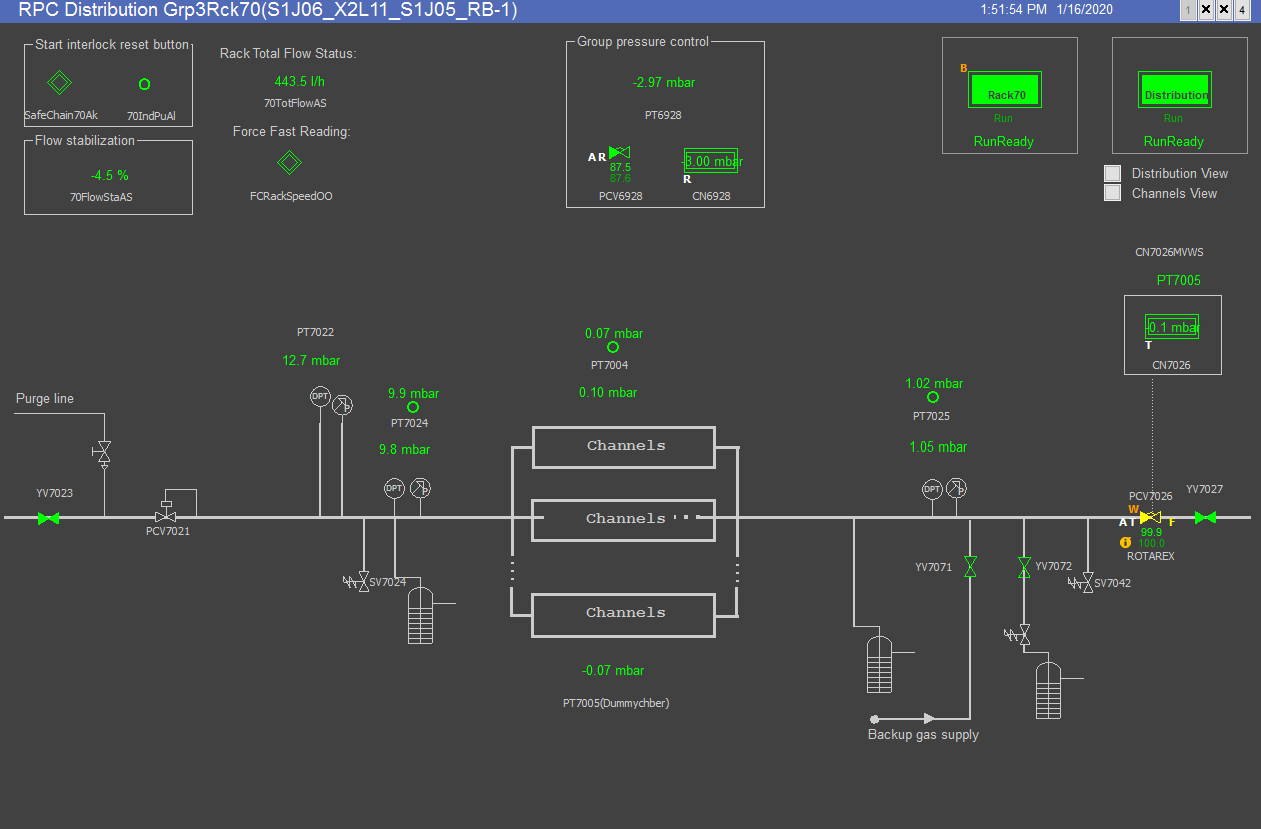 RPC Distribution Grp3Rck70(S1J06_X2L11_S1J05_RB-1)
1:51:54 PM 1/16/2020
1
4
Start interlock reset button
SafeChain70Ak
70IndPuAl
Flow stabilization
-4.5 %
70FlowStaAS
Rack Total Flow Status:
443.5 l/h
70TotFlowAS
Force Fast Reading:
FCRackSpeedOO
Group pressure control
-2.97 mbar
PT6928
A R
87.5
87.6
PCV6928
-3.00 mbar
R
CN6928
B
Rack70
Run
RunReady
Distribution
Run
RunReady
Distribution View
Channels View
CN7026MVWS
PT7005
-0.1 mbar
T
CN7026
PT7022
12.7 mbar
DPT
P
9.9 mbar
PT7024
9.8 mbar
DPT
P
0.07 mbar
PT7004
0.10 mbar
Channels
Channels
Channels
-0.07 mbar
PT7005(Dummychber)
1.02 mbar
PT7025
1.05 mbar
DPT
P
Purge line
YV7023
PCV7021
SV7024
YV7071
YV7072
SV7042
PCV7026
W
A T
F
99.9
100.0
ROTAREX
YV7027
Backup gas supply